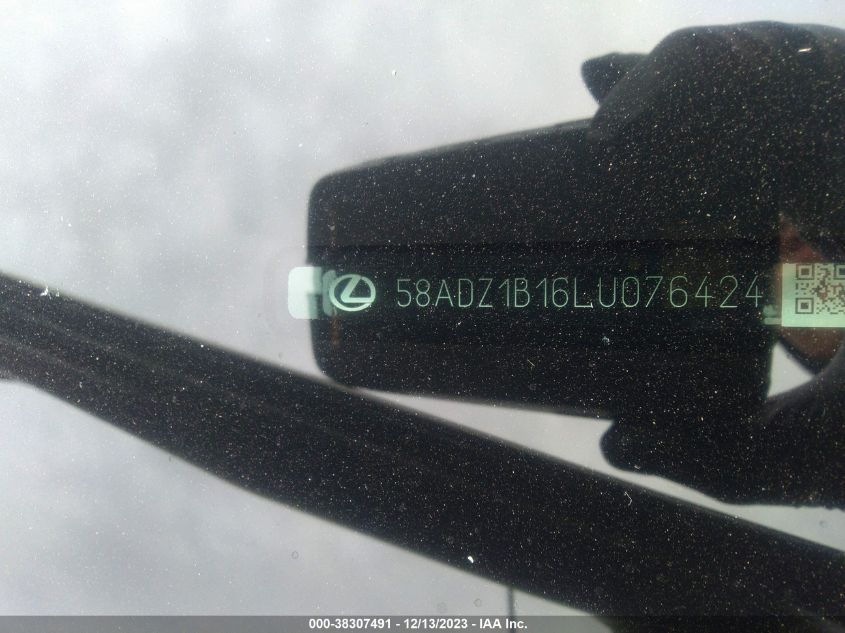 58ADZ1B16LU076424
000-38307491 - 12/13/2023 - IAA Inc.